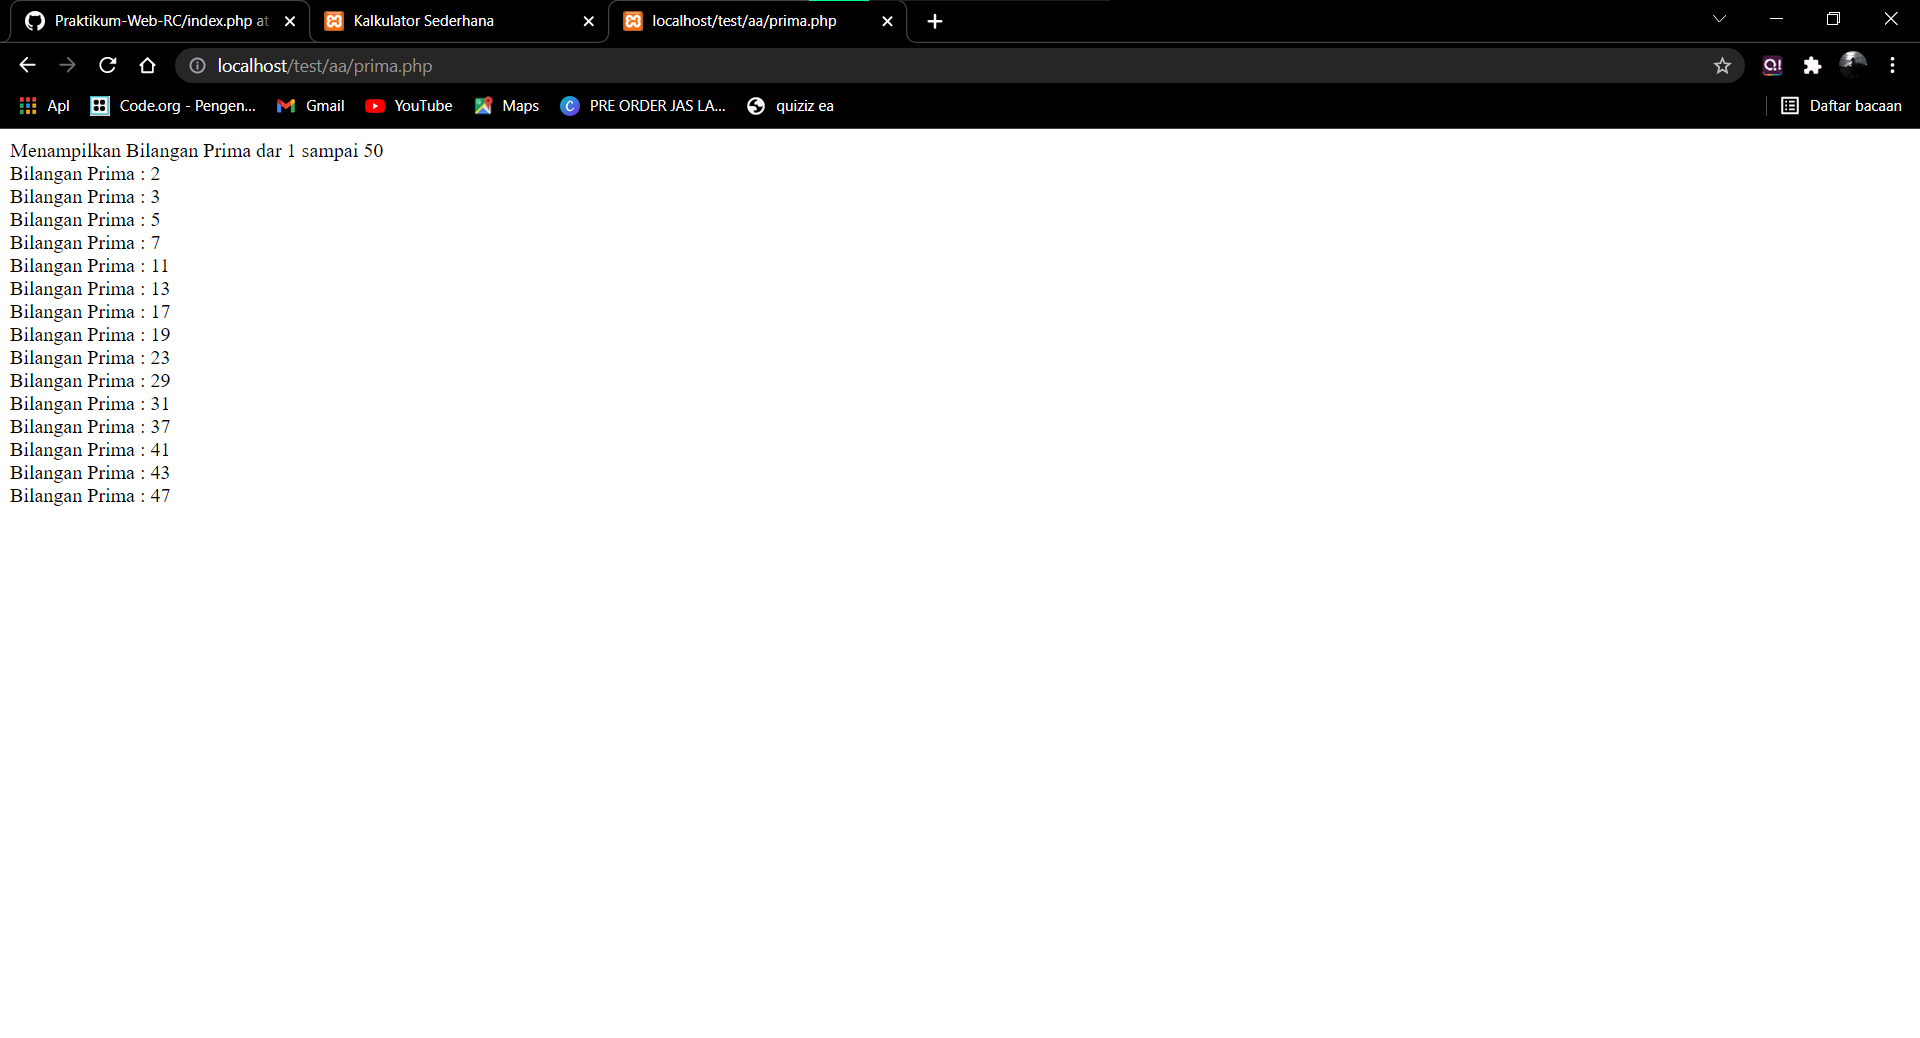 Praktikum-Web-RC/index.php at
Kalkulator Sederhana
localhost/test/aa/prima.php
localhost/test/aa/prima.php
Apl
Code.org - Pengen...
Gmail
YouTube
Maps
PRE ORDER JAS LA...
quiziz ea
Daftar bacaan
Menampilkan Bilangan Prima dar 1 sampai 50
Bilangan Prima : 2
Bilangan Prima : 3
Bilangan Prima : 5
Bilangan Prima : 7
Bilangan Prima : 11
Bilangan Prima : 13
Bilangan Prima : 17
Bilangan Prima : 19
Bilangan Prima : 23
Bilangan Prima : 29
Bilangan Prima : 31
Bilangan Prima : 37
Bilangan Prima : 41
Bilangan Prima : 43
Bilangan Prima : 47